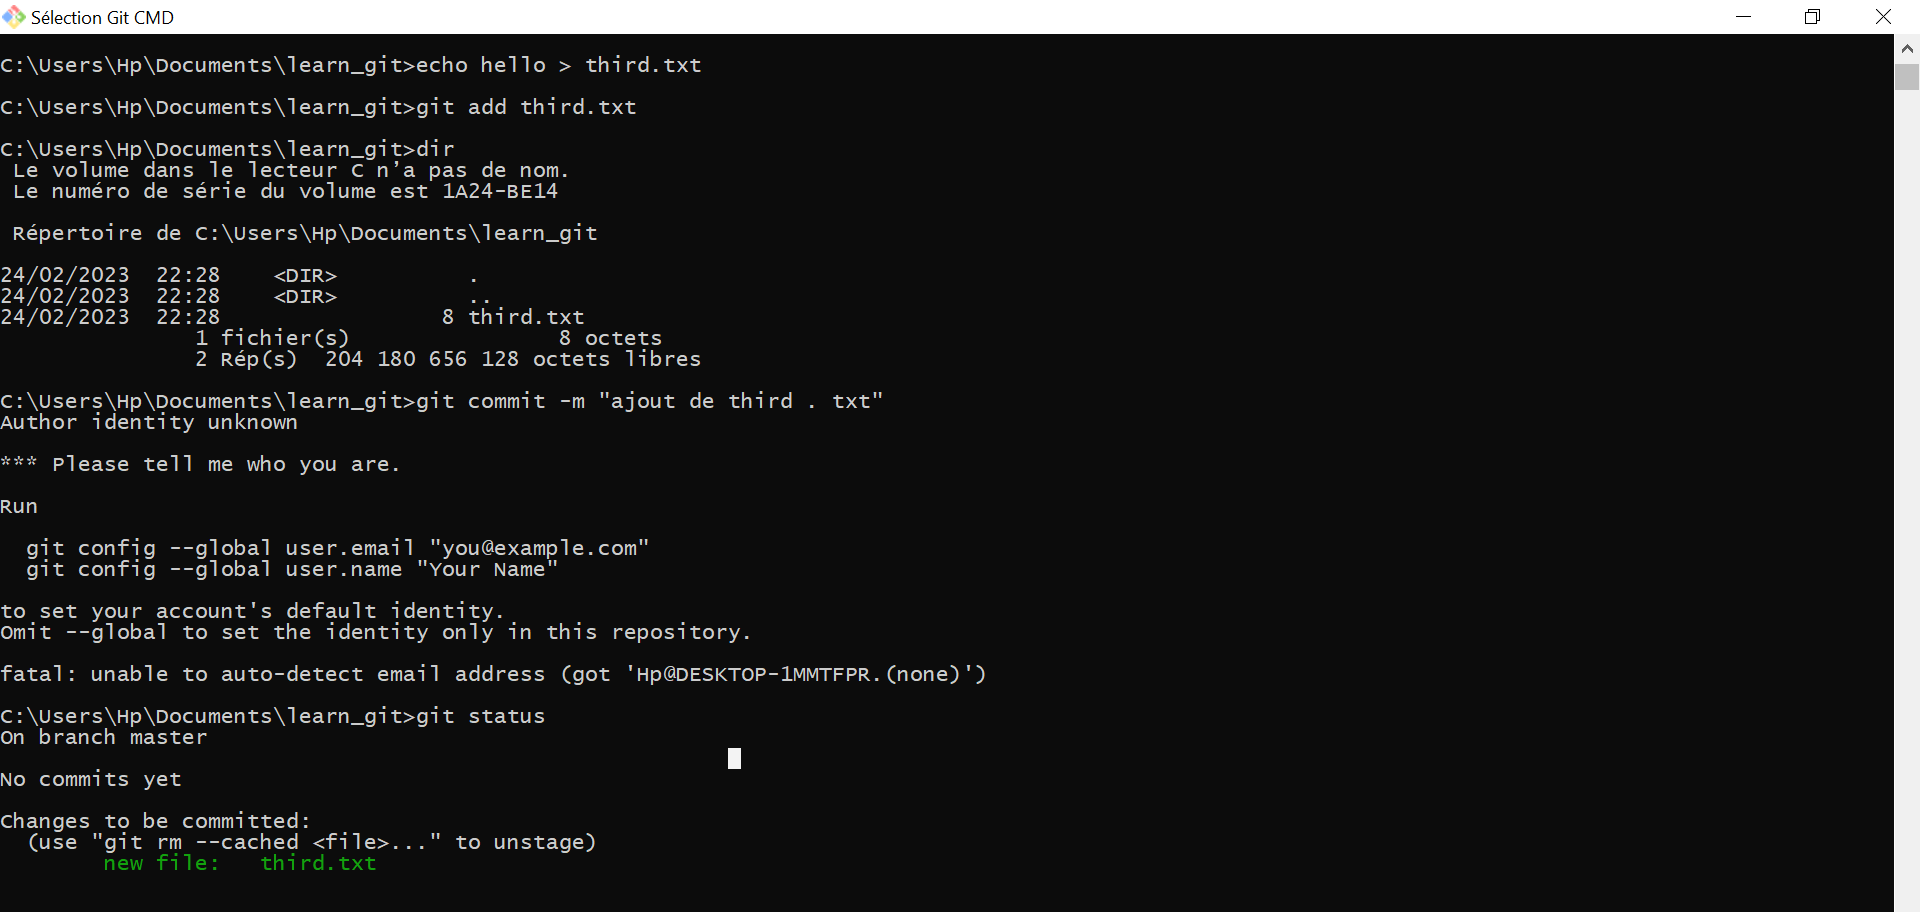 Sélection Git CMD
C:\Users\Hp\Documents\learn_git>echo hello > third.txt
C:\Users\Hp\Documents\learn_git>git add third.txt
C:\Users\Hp\Documents\learn_git>dir
 Le volume dans le lecteur C n’a pas de nom.
 Le numéro de série du volume est 1A24-BE14
 Répertoire de C:\Users\Hp\Documents\learn_git
24/02/2023  22:28    <DIR>          .
24/02/2023  22:28    <DIR>          ..
24/02/2023  22:28                 8 third.txt
               1 fichier(s)                8 octets
               2 Rép(s)  204 180 656 128 octets libres
C:\Users\Hp\Documents\learn_git>git commit -m "ajout de third . txt"
Author identity unknown
*** Please tell me who you are.
Run
  git config --global user.email "you@example.com"
  git config --global user.name "Your Name"
to set your account's default identity.
Omit --global to set the identity only in this repository.
fatal: unable to auto-detect email address (got 'Hp@DESKTOP-1MMTFPR.(none)')
C:\Users\Hp\Documents\learn_git>git status
On branch master
No commits yet
Changes to be committed:
  (use "git rm --cached <file>..." to unstage)
        new file:   third.txt